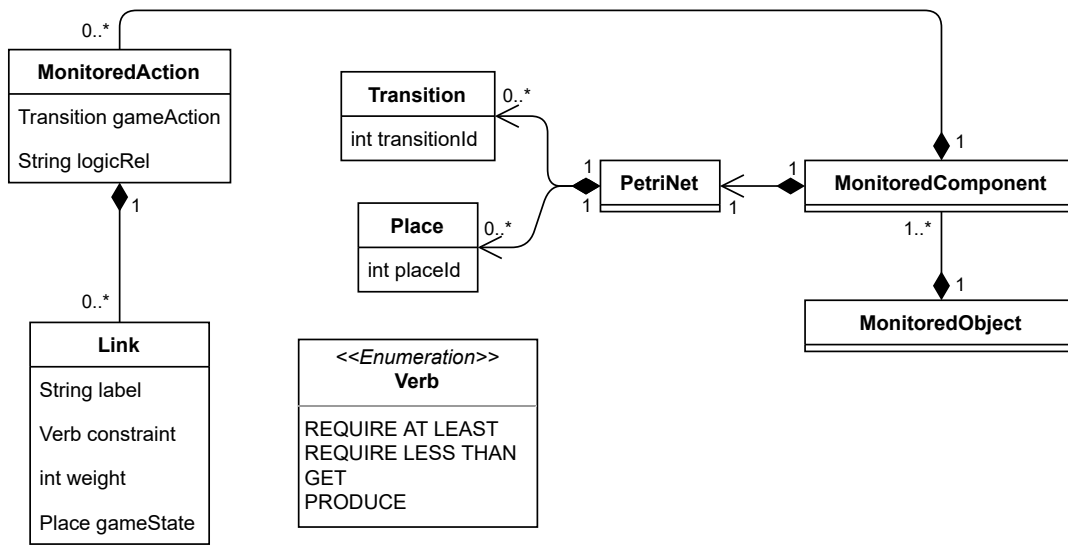 0..*
MonitoredAction
Transition gameAction
String logicRel
1
0..*
Link
String label
Verb constraint
int weight
Place gameState
Transition
int transitionId
0..*
Place
int placeId
0..*
1
1
PetriNet
1
1
1
MonitoredComponent
1..*
1
MonitoredObject
<<Enumeration>>
Verb
REQUIRE AT LEAST
REQUIRE LESS THAN
GET
PRODUCE